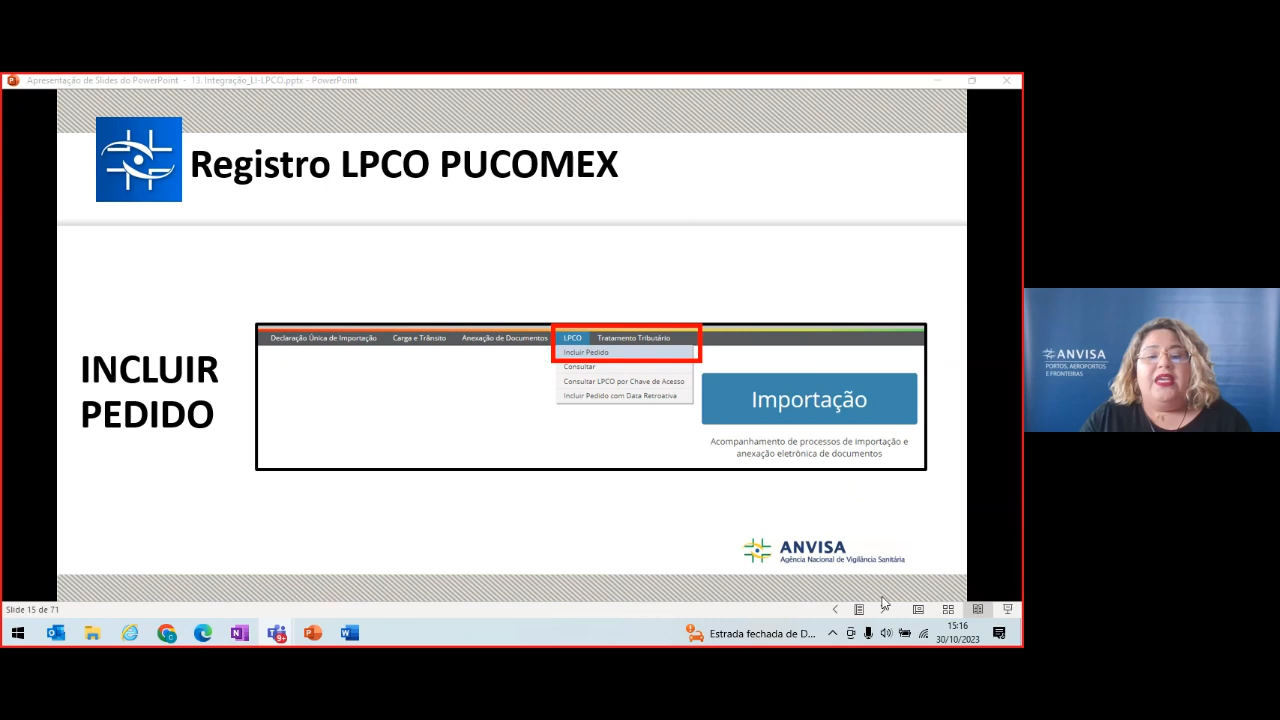 Apresentação de Slides do PowerPoint - 13. Integração_LI-LPCO.pptx - PowerPoint
Registro LPCO PUCOMEX
INCLUIR
PEDIDO
Declaração Única de Importação Carga e Trânsito Anexação de Documentos LPCO Tratamento Tributário
Incluir Pedido
Consultar
Consultar LPCO por Chave de Acesso
Incluir Pedido com Data Retroativa
Importação
Acompanhamento de processos de importação e
anexação eletrônica de documentos
ANVISA
Agência Nacional de Vigilância Sanitária
ANVISA
PORTOS, AEROPORTOS
E FRONTEIRAS
Slide 15 de 71
9+
Estrada fechada de D...
15:16
30/10/2023